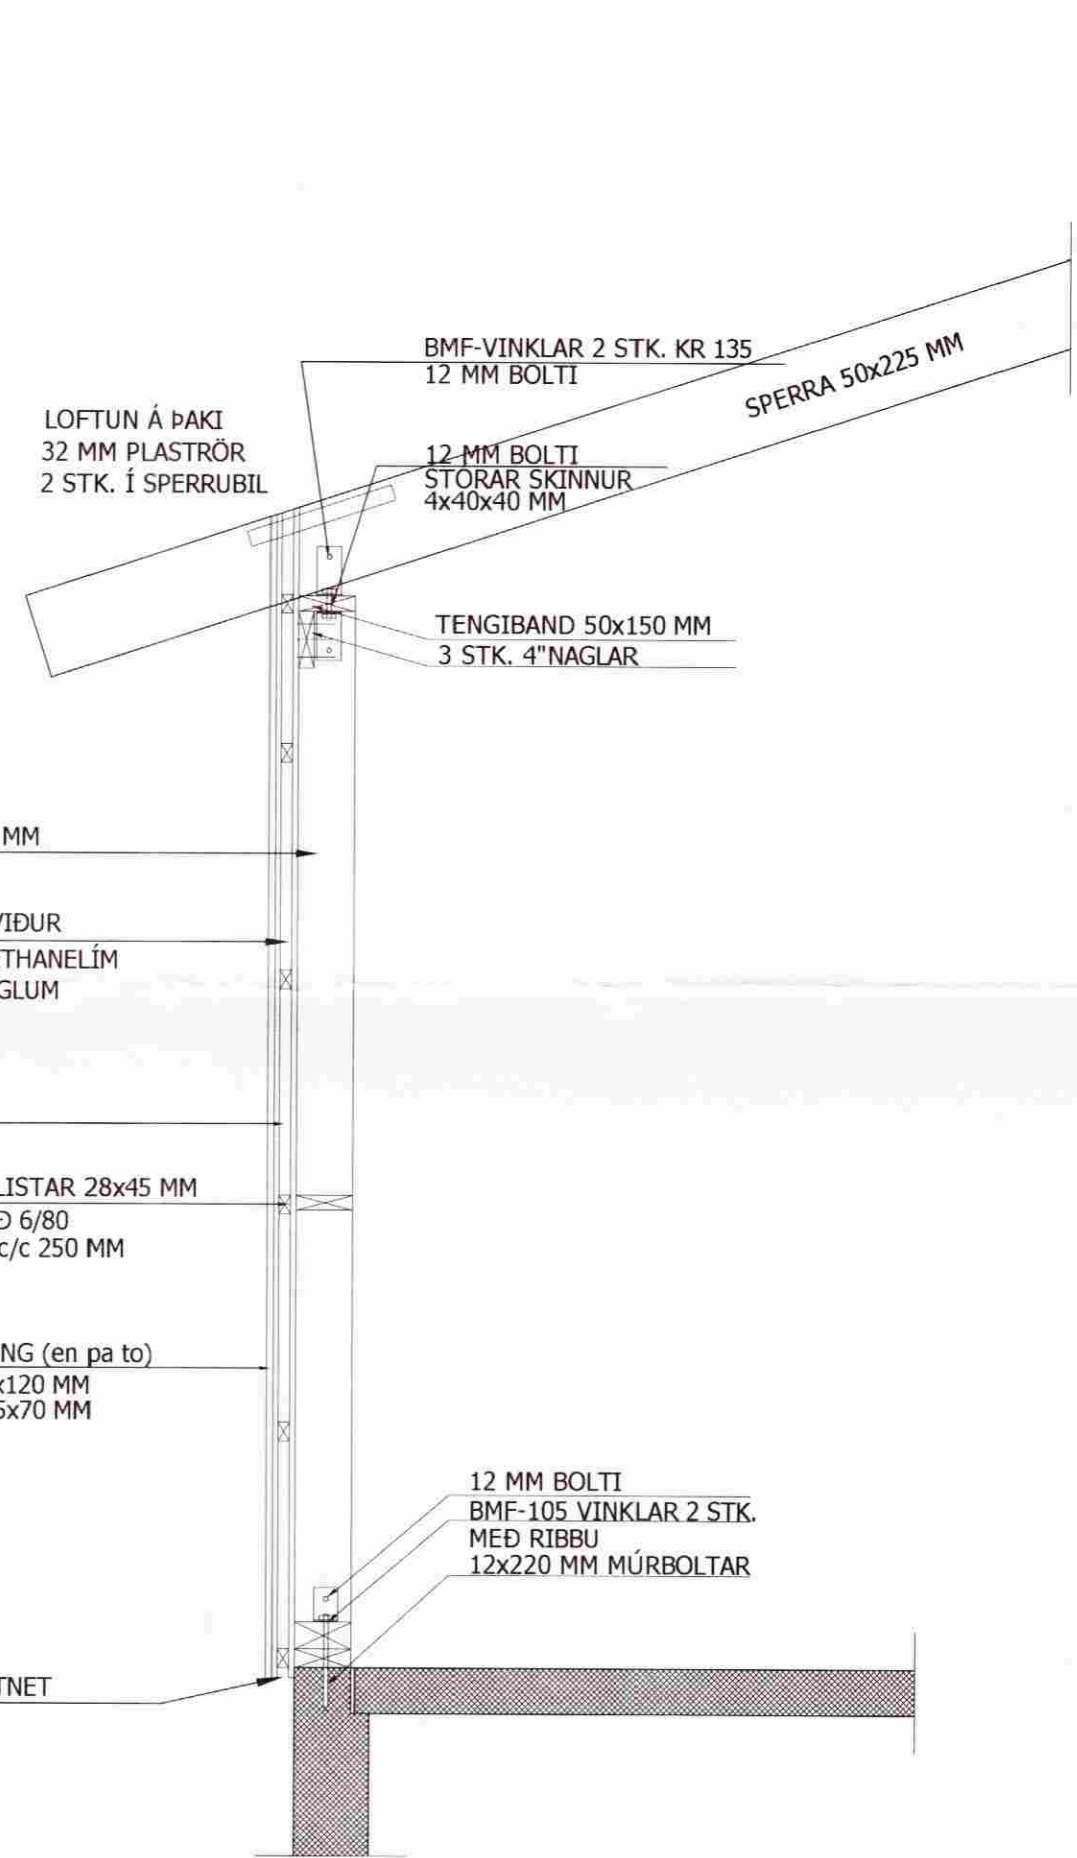 BMF-VINKLAR 2 STK. KR 135
12 MM BOLTI
SPERRA 50x225 MM
LOFTUN Á ÞAKI
32 MM PLASTRÖR
2 STK. Í SPERRUBIL
12 MM BOLTI
STÓRAR SKINNUR
4x40x40 MM
TENGIBAND 50x150 MM
3 STK. 4"NAGLAR
MM
VIÐUR
THANELÍM
GLUM
LISTAR 28x45 MM
Ð 6/80
c/c 250 MM
NG (en pa to)
x120 MM
5x70 MM
12 MM BOLTI
BMF-105 VINKLAR 2 STK.
MEÐ RIBBU
12x220 MM MÚRBOLTAR
TNET